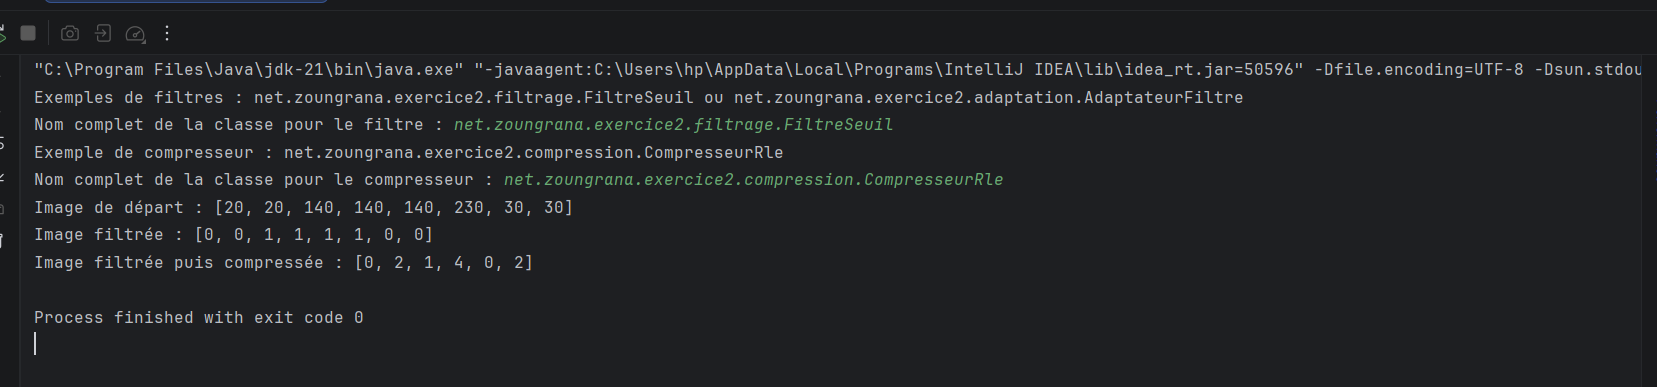 "C:\Program Files\Java\jdk-21\bin\java.exe" "-javaagent:C:\Users\hp\AppData\Local\Programs\IntelliJ IDEA\lib\idea_rt.jar=50596" -Dfile.encoding=UTF-8 -Dsun.stdou
Exemples de filtres : net.zoungrana.exercice2.filtrage.FiltreSeuil ou net.zoungrana.exercice2.adaptation.AdaptateurFiltre
Nom complet de la classe pour le filtre : net.zoungrana.exercice2.filtrage.FiltreSeuil
Exemple de compresseur : net.zoungrana.exercice2.compression.CompresseurRle
Nom complet de la classe pour le compresseur : net.zoungrana.exercice2.compression.CompresseurRle
Image de départ : [20, 20, 140, 140, 140, 230, 30, 30]
Image filtrée : [0, 0, 1, 1, 1, 1, 0, 0]
Image filtrée puis compressée : [0, 2, 1, 4, 0, 2]
Process finished with exit code 0